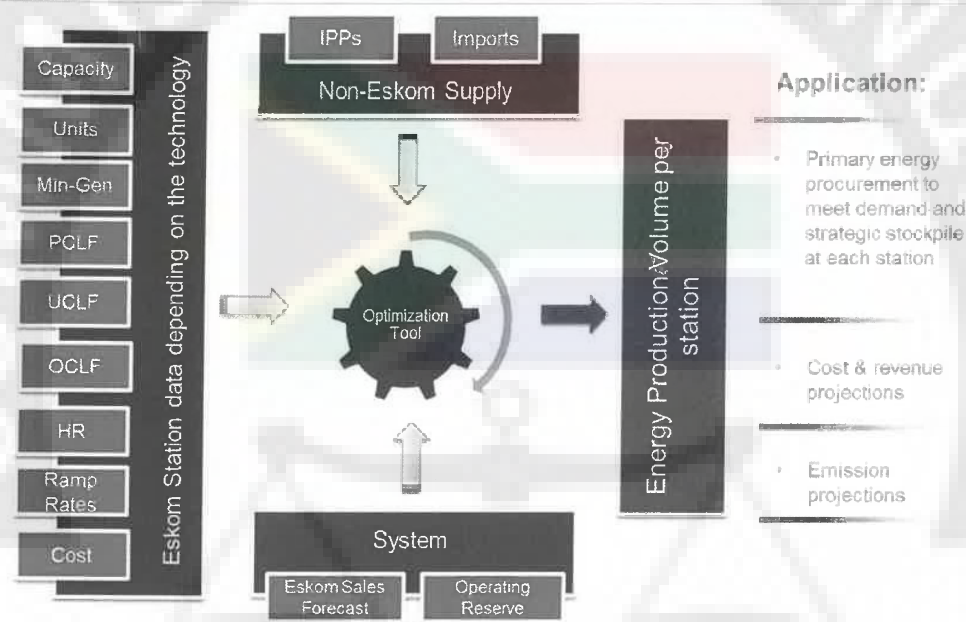 Capacity
Units
Min-Gen
PCLF
UCLF
OCLF
HR
Ramp
Rates
Cost
Eskom Station data depending on the technology
IPPs
Imports
Non-Eskom Supply
Optimization
Tool
System
Eskom Sales
Forecast
Operating
Reserve
Energy Production/Volume per
station
Application:
Primary energy
procurement to
meet demand and
strategic stockpile
at each station
Cost & revenue
projections
Emission
projections